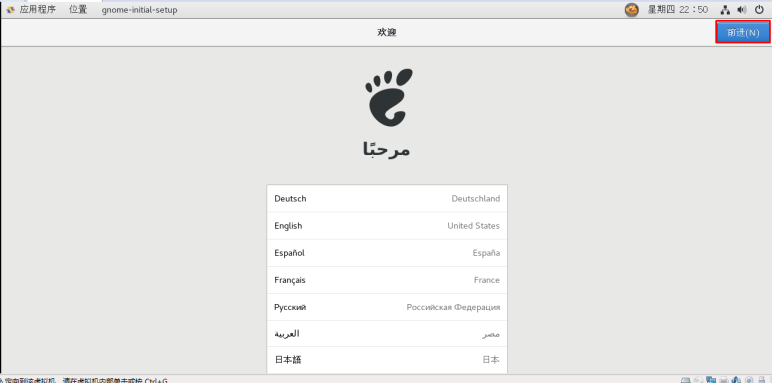 应用程序 位置 gnome-initial-setup 星期四 22：50
欢迎 前进(N)
مرحبًا
Deutsch Deutschland
English United States
Español España
Français France
Русский Российская Федерация
العربية مصر
日本語 日本
定向到该虚拟机，请在虚拟机内部单击或按 Ctrl+G